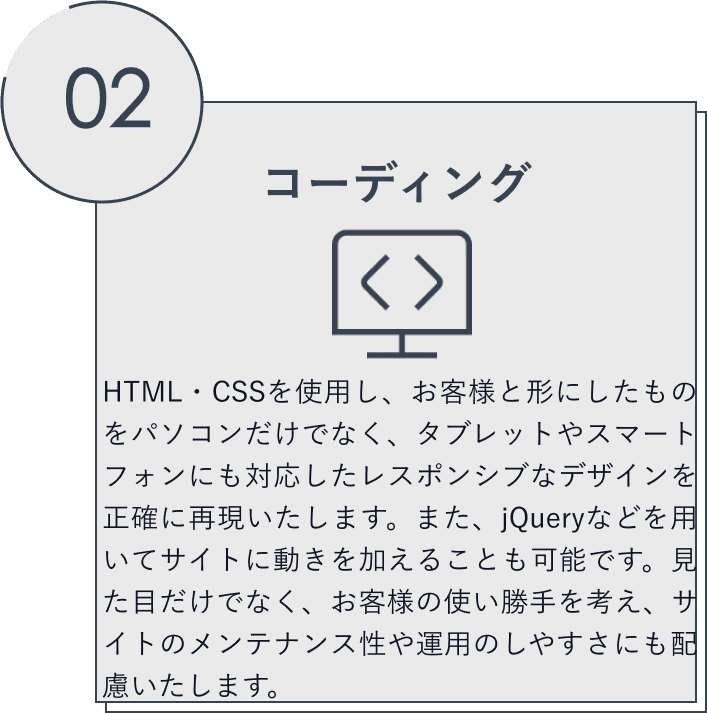 02
コーディング
HTML・CSSを使用し、お客様と形にしたもの
をパソコンだけでなく、タブレットやスマート
フォンにも対応したレスポンシブなデザインを
正確に再現いたします。また、jQueryなどを用
いてサイトに動きを加えることも可能です。見
た目だけでなく、お客様の使い勝手を考え、サ
イトのメンテナンス性や運用のしやすさにも配
慮いたします。